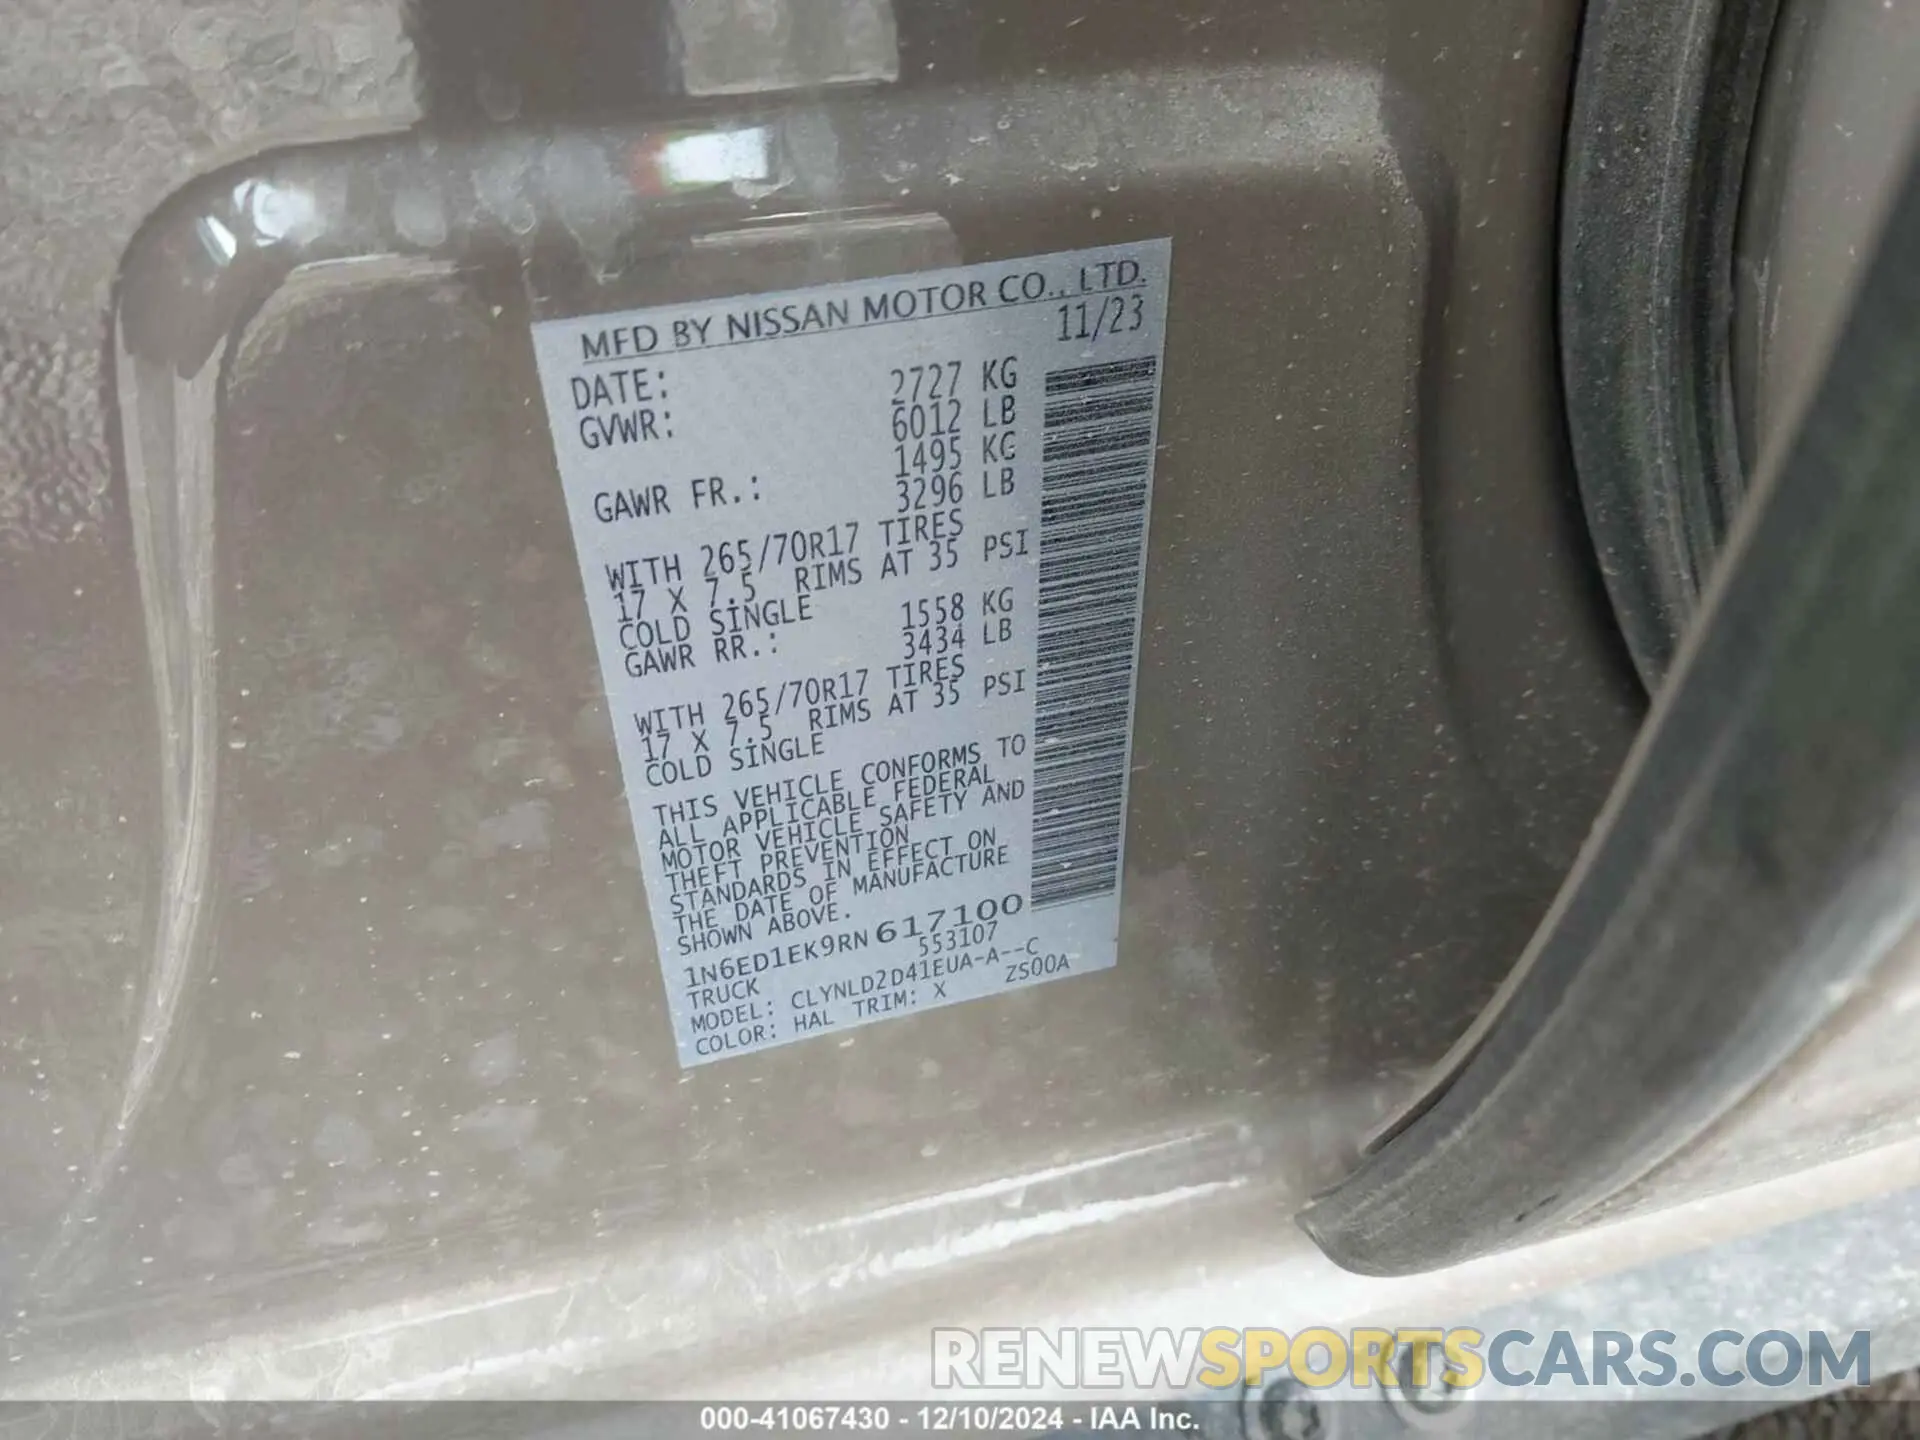 MFD BY NISSAN MOTOR CO., LTD.
DATE: 11/23
GVWR: 2727 KG
6012 LB
GAWR FR.: 1495 KG
3296 LB
WITH 265/70R17 TIRES
17 X 7.5 RIMS AT 35 PSI
COLD SINGLE
GAWR RR.: 1558 KG
3434 LB
WITH 265/70R17 TIRES
17 X 7.5 RIMS AT 35 PSI
COLD SINGLE
THIS VEHICLE CONFORMS TO
ALL APPLICABLE FEDERAL
MOTOR VEHICLE SAFETY AND
THEFT PREVENTION
STANDARDS IN EFFECT ON
THE DATE OF MANUFACTURE
SHOWN ABOVE.
1N6ED1EK9RN617100
TRUCK 553107
MODEL: CLYNLD2D41EUA-A--C
COLOR: HAL TRIM: X ZS00A
RENEWSPORTSCARS.COM
000-41067430 - 12/10/2024 - IAA Inc.